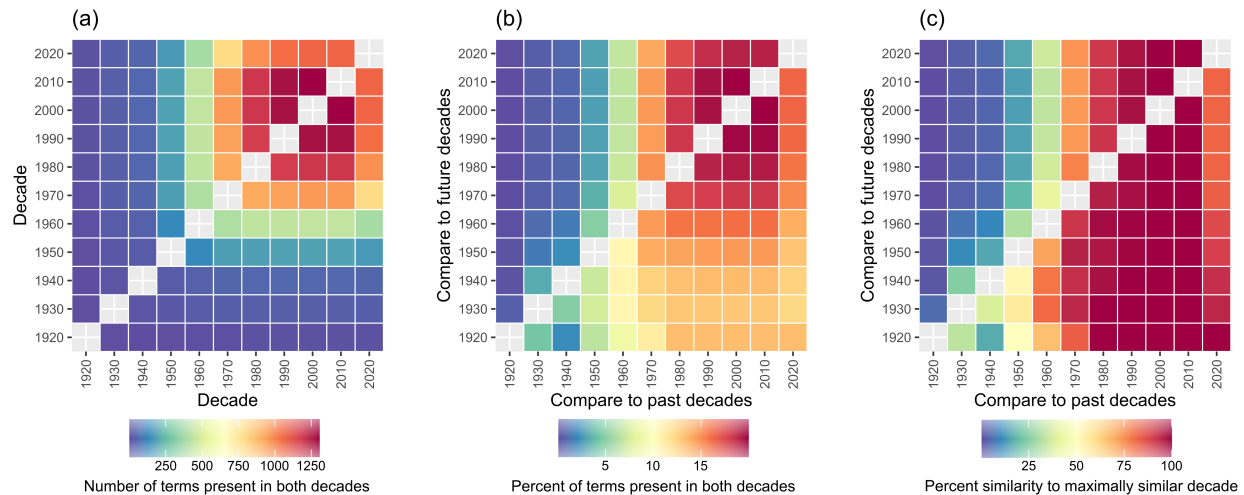 (a)
Decade
2020
2010
2000
1990
1980
1970
1960
1950
1940
1930
1920
1920 1930 1940 1950 1960 1970 1980 1990 2000 2010 2020
Decade
250 500 750 1000 1250
Number of terms present in both decades
(b)
Compare to future decades
2020
2010
2000
1990
1980
1970
1960
1950
1940
1930
1920
1920 1930 1940 1950 1960 1970 1980 1990 2000 2010 2020
Compare to past decades
5 10 15
Percent of terms present in both decades
(c)
Compare to future decades
2020
2010
2000
1990
1980
1970
1960
1950
1940
1930
1920
1920 1930 1940 1950 1960 1970 1980 1990 2000 2010 2020
Compare to past decades
25 50 75 100
Percent similarity to maximally similar decade